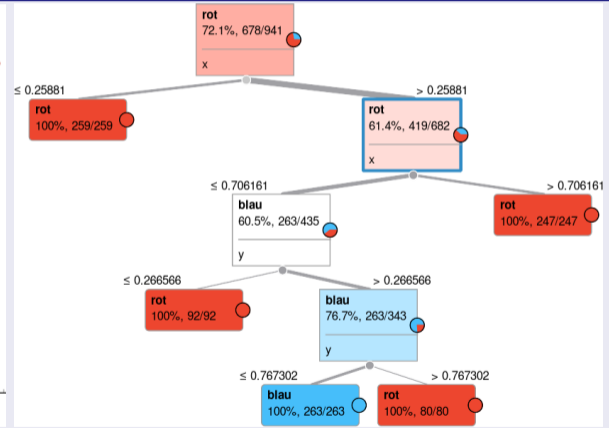 rot
72.1%, 678/941
x
≤ 0.25881
> 0.25881
rot
100%, 259/259
rot
61.4%, 419/682
x
≤ 0.706161
> 0.706161
blau
60.5%, 263/435
y
rot
100%, 247/247
≤ 0.266566
> 0.266566
rot
100%, 92/92
blau
76.7%, 263/343
y
≤ 0.767302
> 0.767302
blau
100%, 263/263
rot
100%, 80/80